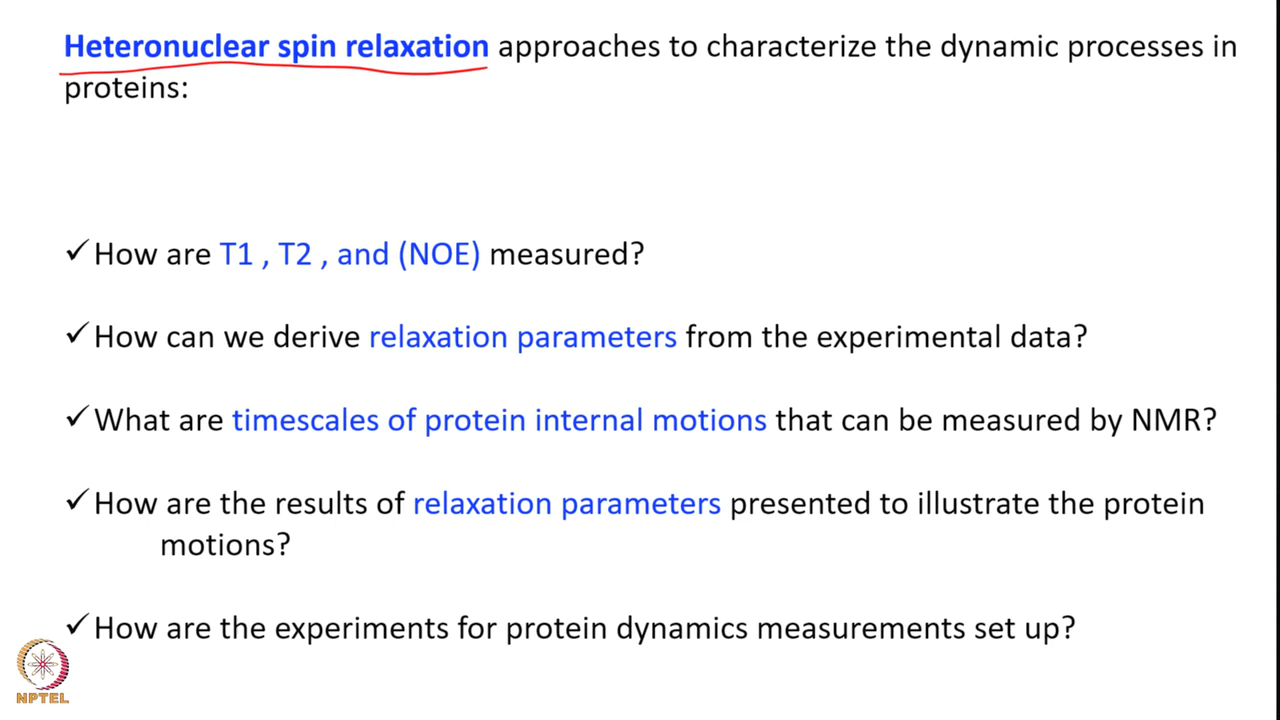 Heteronuclear spin relaxation approaches to characterize the dynamic processes in
proteins:
✓How are T1 , T2 , and (NOE) measured?
✓How can we derive relaxation parameters from the experimental data?
✓What are timescales of protein internal motions that can be measured by NMR?
✓How are the results of relaxation parameters presented to illustrate the protein
motions?
✓How are the experiments for protein dynamics measurements set up?
NPTEL